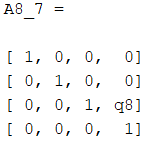 A8_7 =
[ 1, 0, 0, 0]
[ 0, 1, 0, 0]
[ 0, 0, 1, q8]
[ 0, 0, 0, 1]